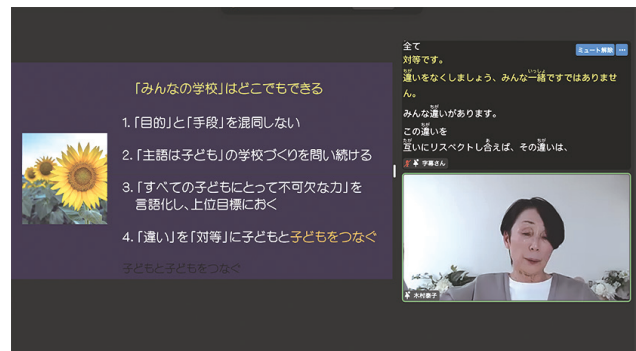 「みんなの学校」はどこでもできる
1.「目的」と「手段」を混同しない
2.「主語は子ども」の学校づくりを問い続ける
3.「すべての子どもにとって不可欠な力」を
言語化し、上位目標におく
4.「違い」を「対等」に子どもと子どもをつなぐ
子どもと子どもをつなぐ
全て
対等です。
違いをなくしましょう、みんな一緒ですではありませ
ん。
みんな違いがあります。
この違いを
互いにリスペクトし合えば、その違いは、
ミュート解除
字幕さん
木村泰子